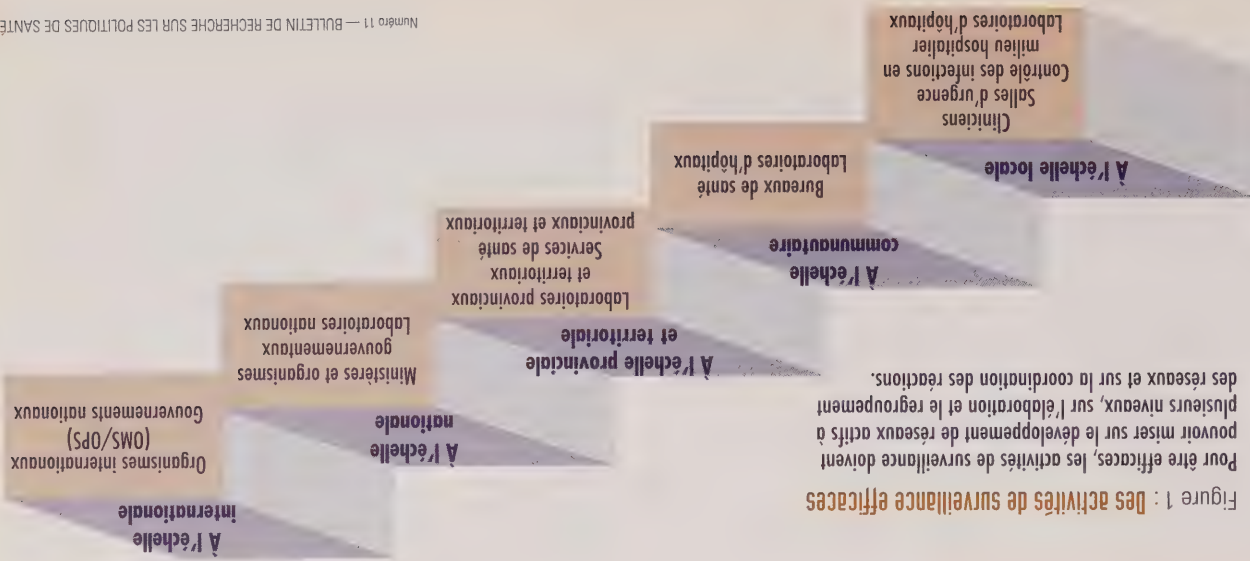 Figure 1 : Des activités de surveillance efficaces
Pour être efficaces, les activités de surveillance doivent
pouvoir miser sur le développement de réseaux actifs à
plusieurs niveaux, sur l'élaboration et le regroupement
des réseaux et sur la coordination des réactions.
À l'échelle
internationale
Organismes internationaux
(OMS/OPS)
Gouvernements nationaux
À l'échelle
nationale
Ministères et organismes
gouvernementaux
Laboratoires nationaux
À l'échelle provinciale
et territoriale
Laboratoires provinciaux
et territoriaux
Services de santé
provinciaux et territoriaux
À l'échelle
communautaire
Bureaux de santé
Laboratoires d'hôpitaux
À l'échelle locale
Cliniciens
Salles d'urgence
Contrôle des infections en
milieu hospitalier
Laboratoires d'hôpitaux
Numéro 11 — BULLETIN DE RECHERCHE SUR LES POLITIQUES DE SANTÉ